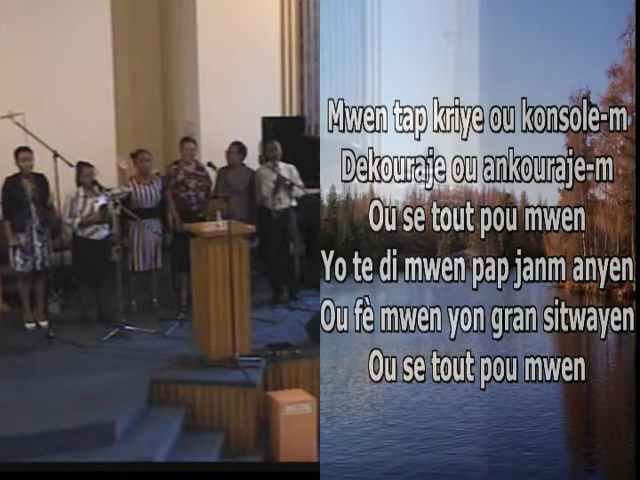 Mwen tap kriye ou konsole-m
Dekouraje ou ankouraje-m
Ou se tout pou mwen
Yo te di mwen pap janm anyen
Ou fè mwen yon gran sitwayen
Ou se tout pou mwen